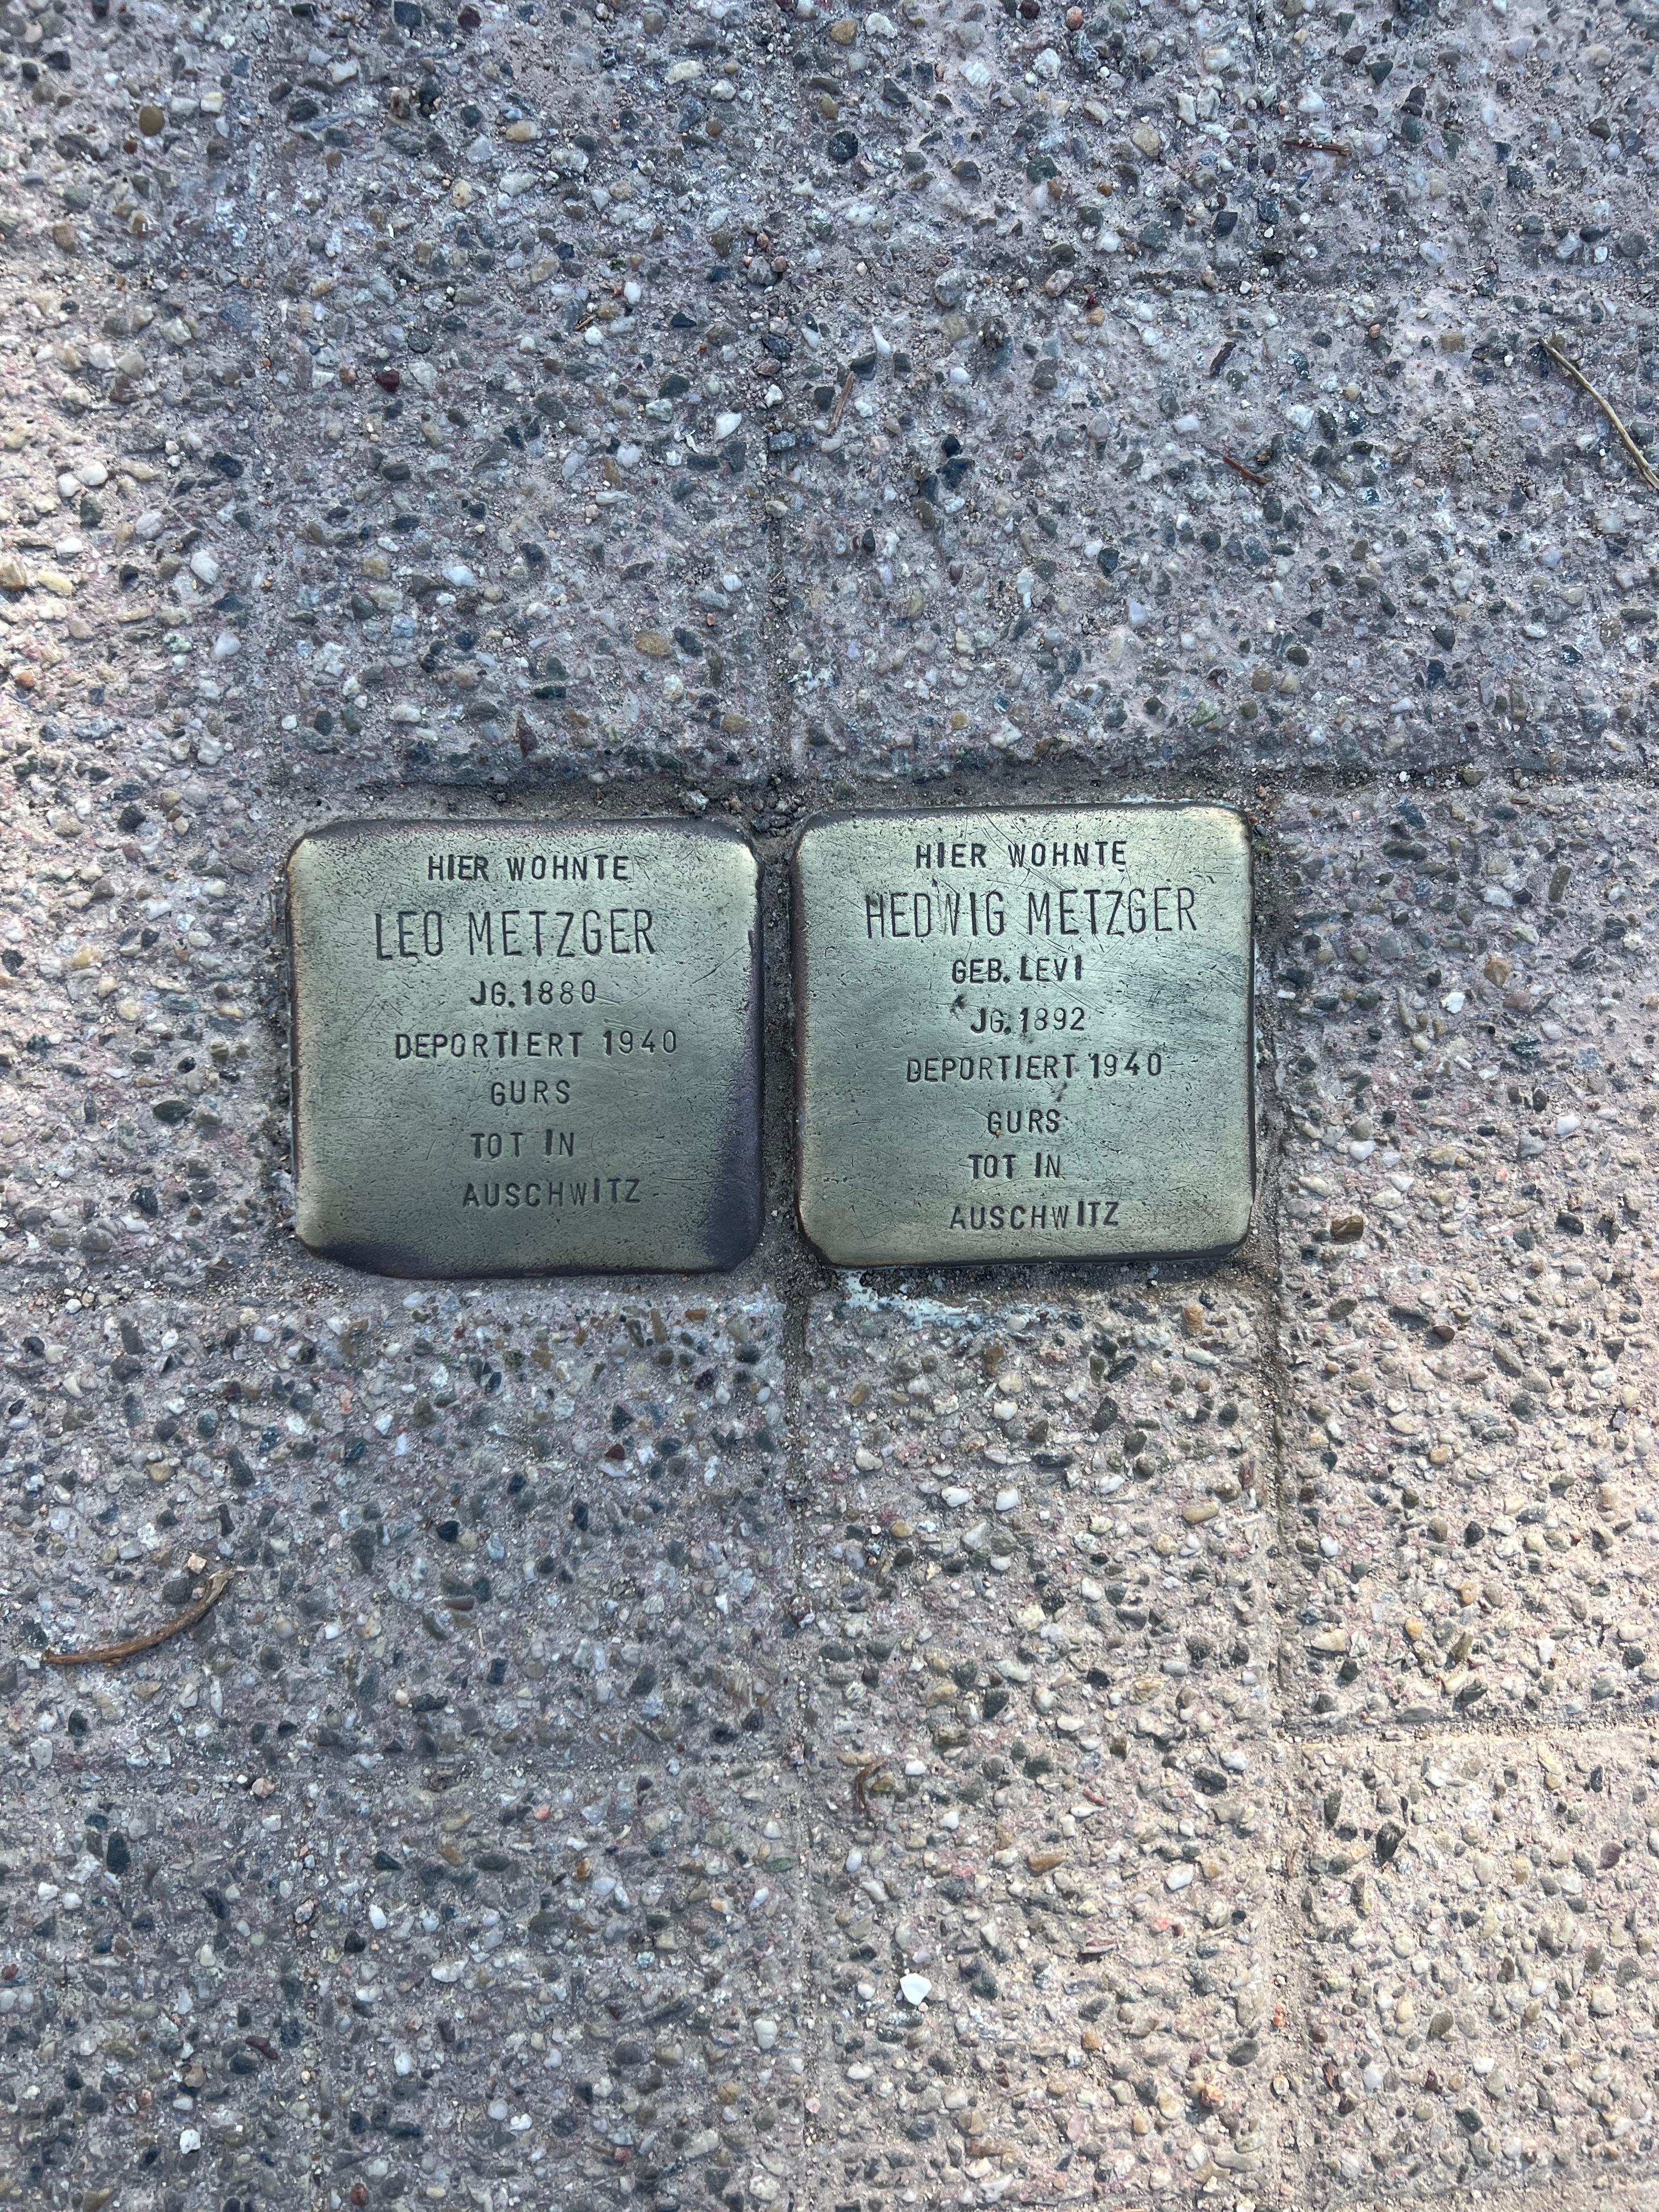 HIER WOHNTE
LEO METZGER
JG. 1880
DEPORTIERT 1940
GURS
TOT IN
AUSCHWITZ
HIER WOHNTE
HEDWIG METZGER
GEB. LEVI
JG. 1892
DEPORTIERT 1940
GURS
TOT IN
AUSCHWITZ